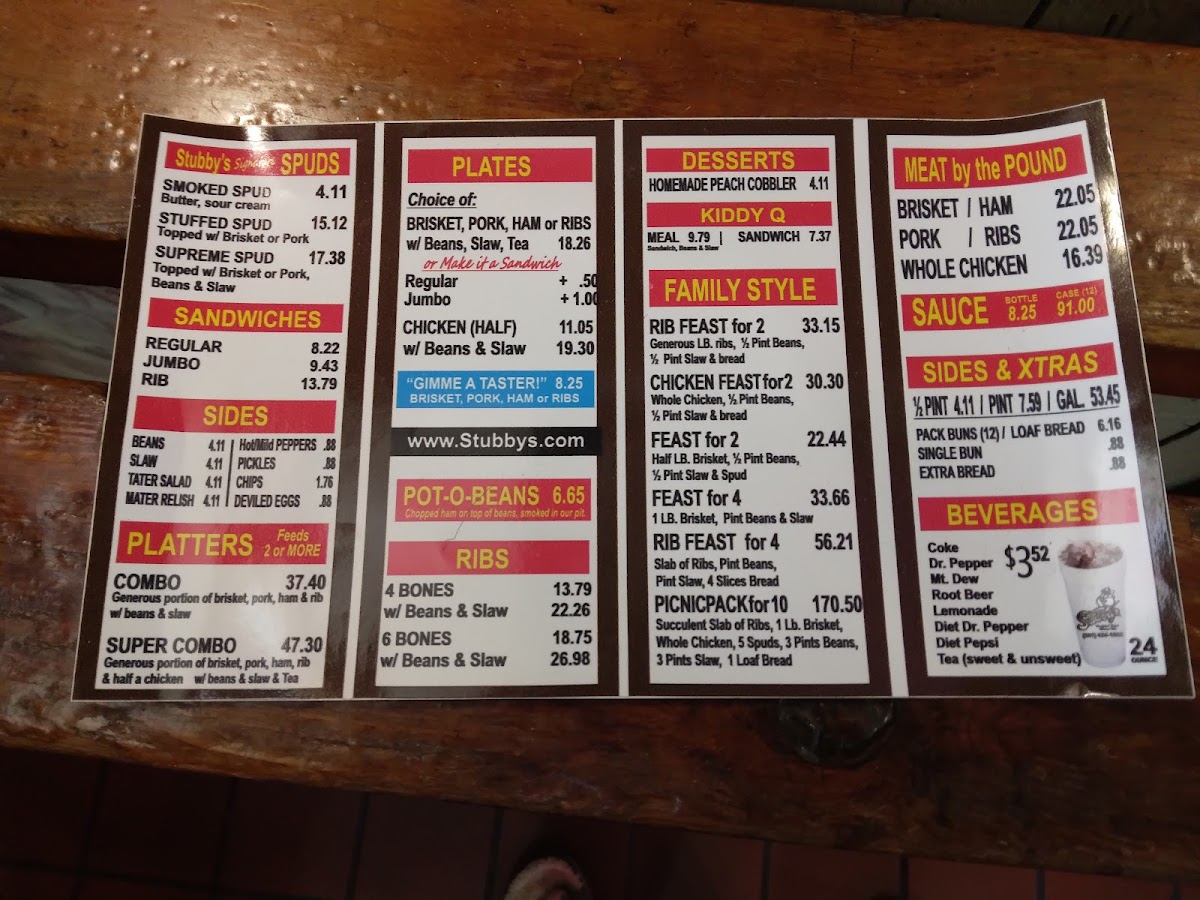 Stubby's Signature SPUDS
SMOKED SPUD 4.11
Butter, sour cream
STUFFED SPUD 15.12
Topped w/ Brisket or Pork
SUPREME SPUD 17.38
Topped w/ Brisket or Pork,
Beans & Slaw
SANDWICHES
REGULAR 8.22
JUMBO 9.43
RIB 13.79
SIDES
BEANS 4.11 | Hot/Mild PEPPERS .88
SLAW 4.11 | PICKLES .88
TATER SALAD 4.11 | CHIPS 1.76
MATER RELISH 4.11 | DEVILED EGGS .88
PLATTERS Feeds
2 or MORE
COMBO 37.40
Generous portion of brisket, pork, ham & rib
w/ beans & slaw
SUPER COMBO 47.30
Generous portion of brisket, pork, ham, rib
& half a chicken w/ beans & slaw & Tea
PLATES
Choice of:
BRISKET, PORK, HAM or RIBS
w/ Beans, Slaw, Tea 18.26
or Make it a Sandwich
Regular + .50
Jumbo + 1.00
CHICKEN (HALF) 11.05
w/ Beans & Slaw 19.30
"GIMME A TASTER!" 8.25
BRISKET, PORK, HAM or RIBS
www.Stubbys.com
POT-O-BEANS 6.65
Chopped ham on top of beans, smoked in our pit.
RIBS
4 BONES 13.79
w/ Beans & Slaw 22.26
6 BONES 18.75
w/ Beans & Slaw 26.98
DESSERTS
HOMEMADE PEACH COBBLER 4.11
KIDDY Q
MEAL 9.79 | SANDWICH 7.37
Sandwich, Beans & Slaw
FAMILY STYLE
RIB FEAST for 2 33.15
Generous LB. ribs, ½ Pint Beans,
½ Pint Slaw & bread
CHICKEN FEAST for 2 30.30
Whole Chicken, ½ Pint Beans,
½ Pint Slaw & bread
FEAST for 2 22.44
Half LB. Brisket, ½ Pint Beans,
½ Pint Slaw & Spud
FEAST for 4 33.66
1 LB. Brisket, Pint Beans & Slaw
RIB FEAST for 4 56.21
Slab of Ribs, Pint Beans,
Pint Slaw, 4 Slices Bread
PICNIC PACK for 10 170.50
Succulent Slab of Ribs, 1 Lb. Brisket,
Whole Chicken, 5 Spuds, 3 Pints Beans,
3 Pints Slaw, 1 Loaf Bread
MEAT by the POUND
BRISKET / HAM 22.05
PORK / RIBS 22.05
WHOLE CHICKEN 16.39
SAUCE BOTTLE 8.25 CASE (12) 91.00
SIDES & XTRAS
½ PINT 4.11 | PINT 7.59 | GAL. 53.45
PACK BUNS (12) / LOAF BREAD 6.16
SINGLE BUN .88
EXTRA BREAD .88
BEVERAGES
$3.52
Coke
Dr. Pepper
Mt. Dew
Root Beer
Lemonade
Diet Dr. Pepper
Diet Pepsi
Tea (sweet & unsweet)
24
OUNCE